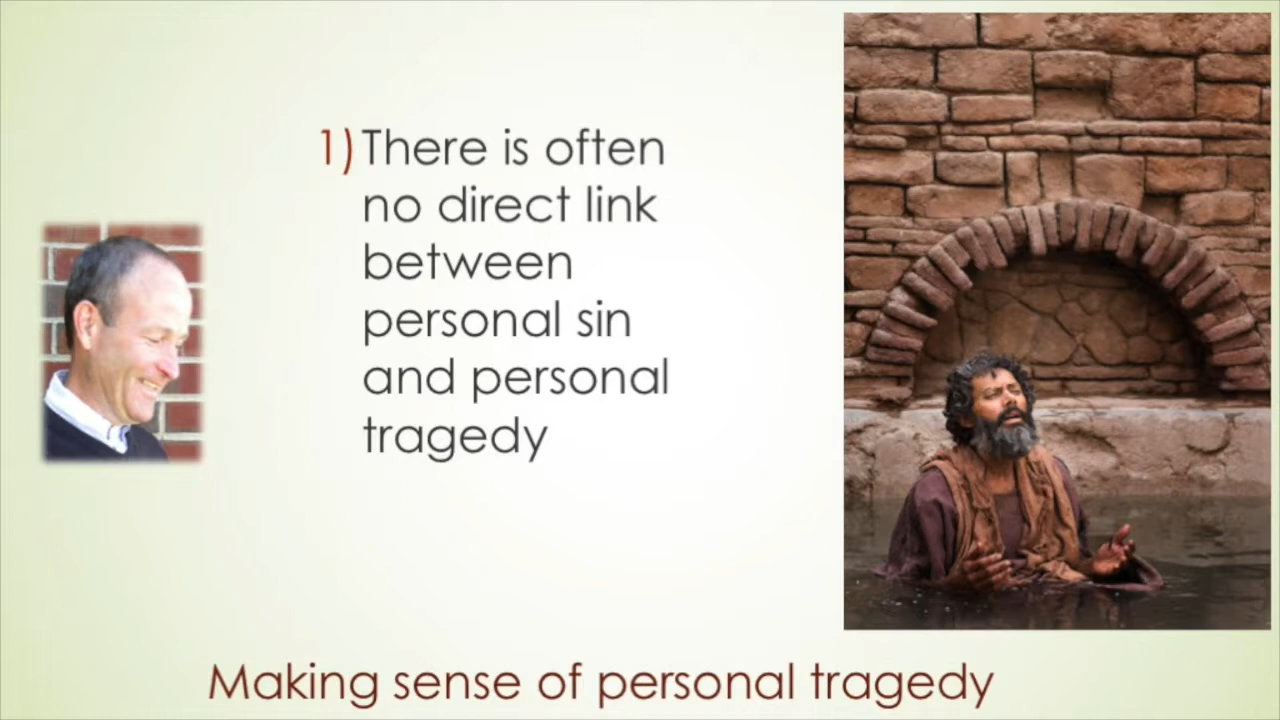 1) There is often
no direct link
between
personal sin
and personal
tragedy
Making sense of personal tragedy